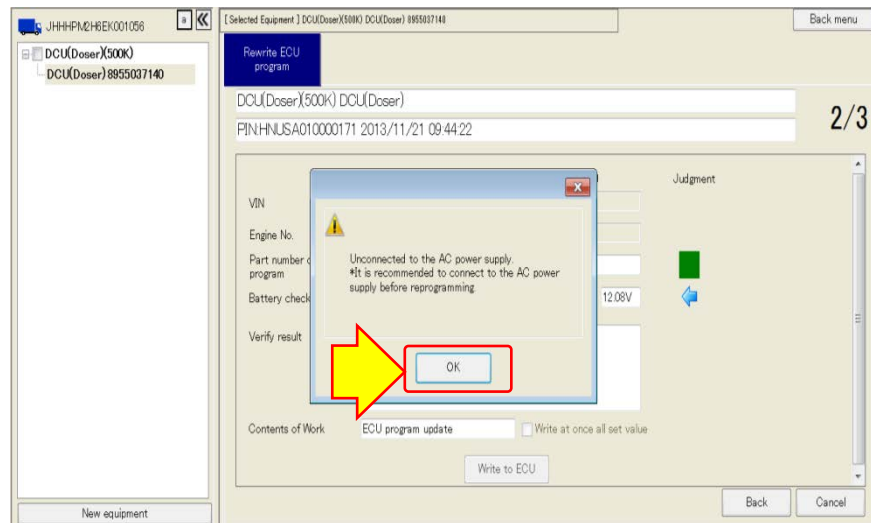 JHHHPM2H6EK001056
a
[ Selected Equipment ] DCU(Doser)(500K) DCU(Doser) 8955037140
Back menu
DCU(Doser)(500K)
DCU(Doser) 8955037140
Rewrite ECU
program
DCU(Doser)(500K) DCU(Doser)
PIN:HNUSA010000171 2013/11/21 09:44:22
2/3
Judgment
VIN
Engine No.
Part number
program
Battery check
12.08V
Verify result
Unconnected to the AC power supply.
*It is recommended to connect to the AC power
supply before reprogramming.
OK
Contents of Work
ECU program update
Write at once all set value
Write to ECU
Back
Cancel
New equipment